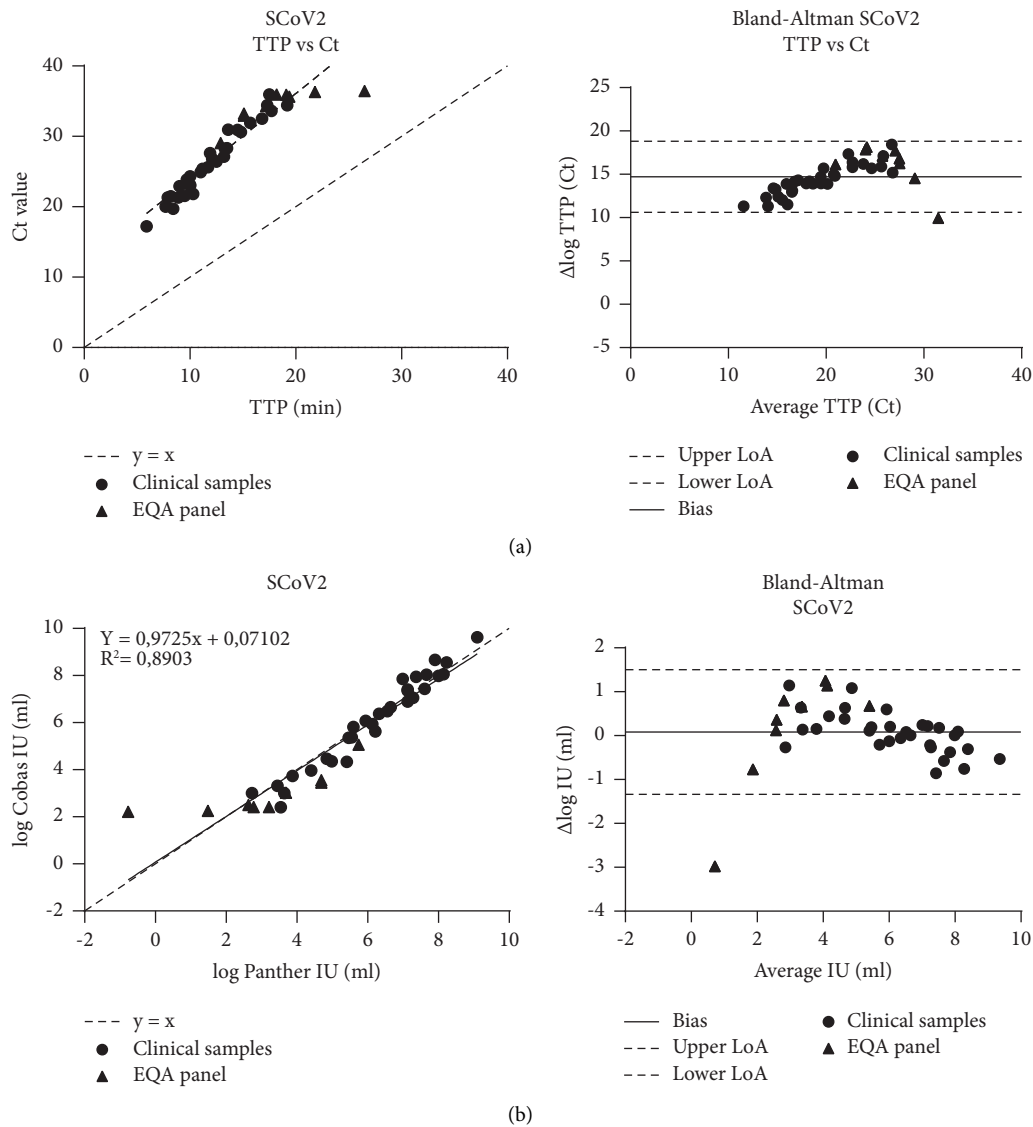 SCoV2
TTP vs Ct
40
30
20
10
0
Ct value
0 10 20 30 40
TTP (min)
y = x
Clinical samples
EQA panel
Bland-Altman SCoV2
TTP vs Ct
25
20
15
10
5
0
-5
Δlog TTP (Ct)
0 10 20 30 40
Average TTP (Ct)
Upper LoA
Lower LoA
Bias
Clinical samples
EQA panel
(a)
SCoV2
Y = 0,9725x + 0,07102
R²= 0,8903
10
8
6
4
2
0
-2
log Cobas IU (ml)
-2 0 2 4 6 8 10
log Panther IU (ml)
y = x
Clinical samples
EQA panel
Bland-Altman
SCoV2
2
1
0
-1
-2
-3
-4
Δlog IU (ml)
-2 0 2 4 6 8 10
Average IU (ml)
Bias
Upper LoA
Lower LoA
Clinical samples
EQA panel
(b)